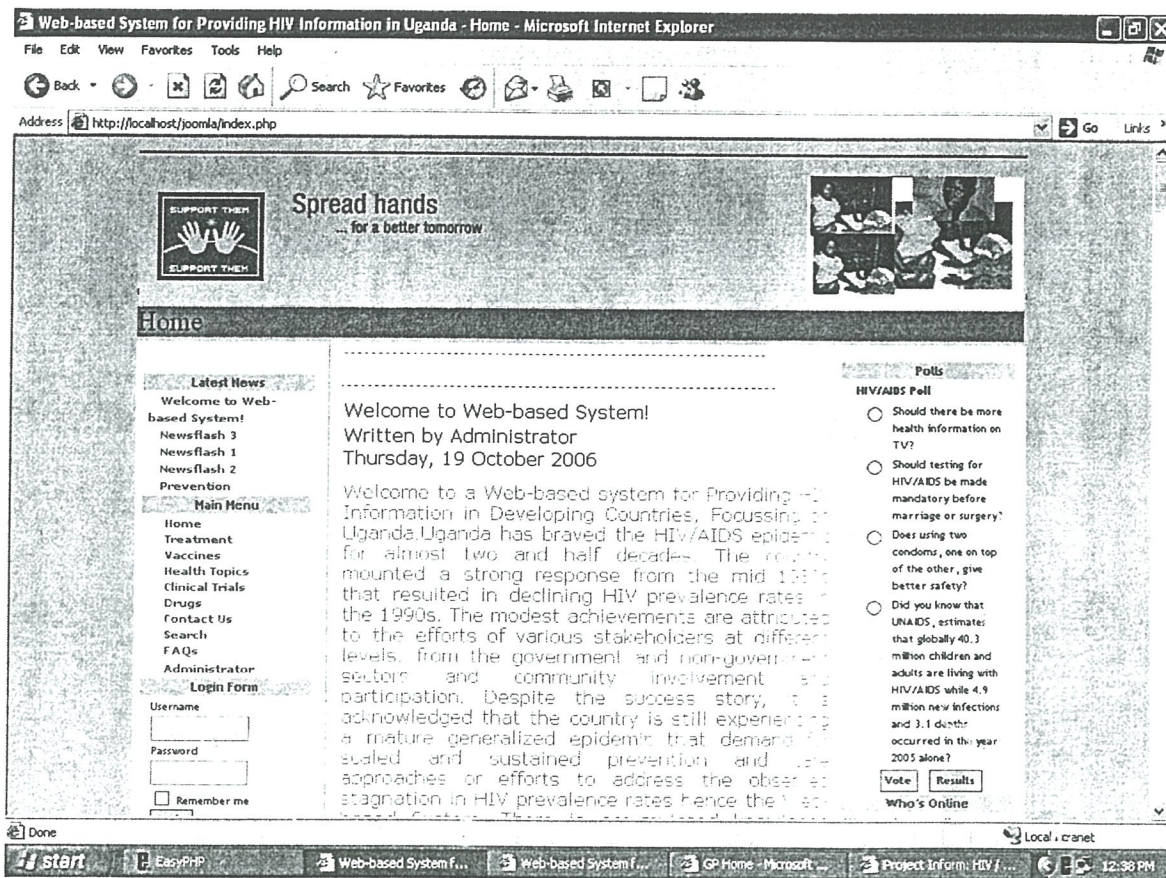 Web-based System for Providing HIV Information in Uganda - Home - Microsoft Internet Explorer
File Edit View Favorites Tools Help
Back Search Favorites
Address http://localhost/joomla/index.php Go Links
SUPPORT THEM
SUPPORT THEM
Spread hands
... for a better tomorrow
Home
Latest News
Welcome to Web-
based System!
Newsflash 3
Newsflash 1
Newsflash 2
Prevention
Main Menu
Home
Treatment
Vaccines
Health Topics
Clinical Trials
Drugs
Contact Us
Search
FAQs
Administrator
Login Form
Username
Password
Remember me
Welcome to Web-based System!
Written by Administrator
Thursday, 19 October 2006
Welcome to a Web-based system for Providing
Information in Developing Countries, Focussing
Uganda.Uganda has braved the HIV/AIDS
for almost two and half decades. The
mounted a strong response from the mid
that resulted in declining HIV prevalence rates
the 1990s. The modest achievements are
to the efforts of various stakeholders at
levels, from the government and
sectors and community involvement
participation. Despite the success story,
acknowledged that the country is still
a mature generalized epidemic that
scaled and sustained prevention and
approaches or efforts to address the
stagnation in HIV prevalence rates hence the
Polls
HIV/AIDS Poll
Should there be more
health information on
TV?
Should testing for
HIV/AIDS be made
mandatory before
marriage or surgery?
Does using two
condoms, one on top
of the other, give
better safety?
Did you know that
UNAIDS, estimates
that globally 40.3
million children and
adults are living with
HIV/AIDS while 4.9
million new infections
and 3.1 deaths
occurred in the year
2005 alone?
Vote Results
Who's Online
Done Local
start EasyPHP Web-based System f... Web-based System f... GP Home - Microsoft ... Project Inform: HIV / ... 12:38 PM